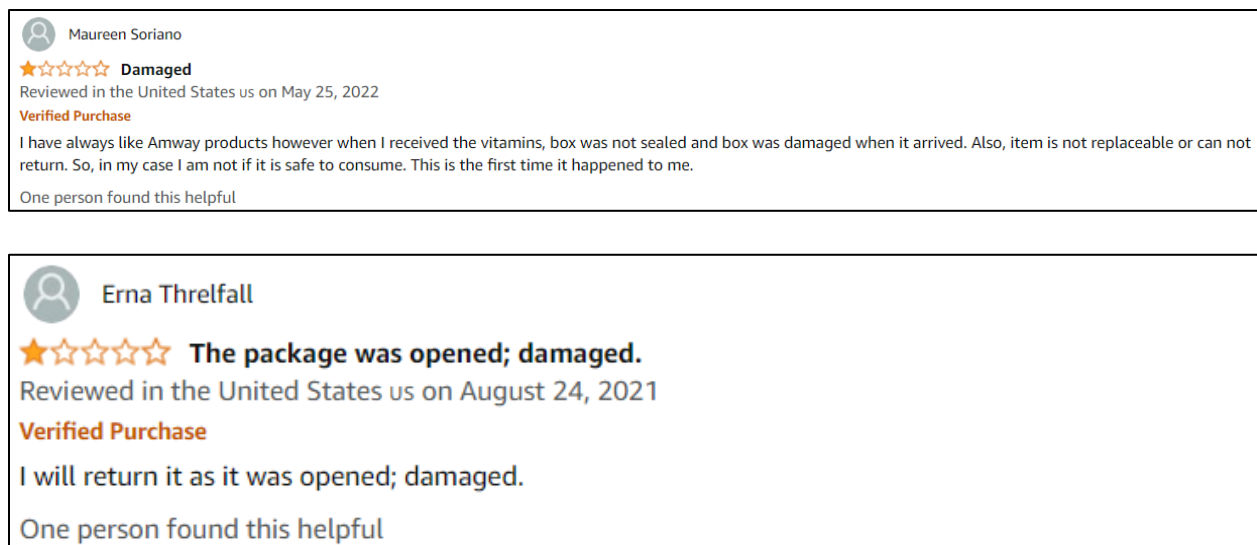 Maureen Soriano
Damaged
Reviewed in the United States us on May 25, 2022
Verified Purchase
I have always like Amway products however when I received the vitamins, box was not sealed and box was damaged when it arrived. Also, item is not replaceable or can not
return. So, in my case I am not if it is safe to consume. This is the first time it happened to me.
One person found this helpful
Erna Threlfall
The package was opened; damaged.
Reviewed in the United States us on August 24, 2021
Verified Purchase
I will return it as it was opened; damaged.
One person found this helpful